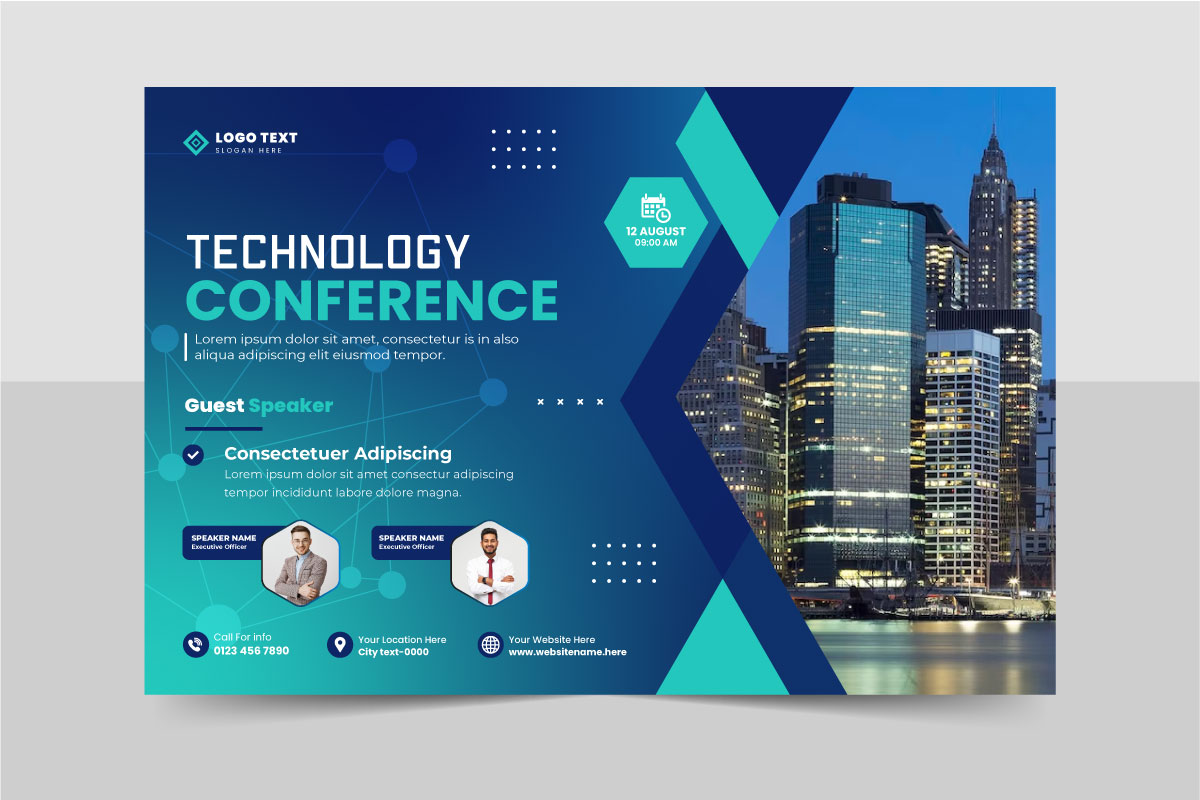 LOGO TEXT
SLOGAN HERE
12 AUGUST
09:00 AM
TECHNOLOGY
CONFERENCE
Lorem ipsum dolor sit amet, consectetur is in also
aliqua adipiscing elit eiusmod tempor.
Guest Speaker
Consectetuer Adipiscing
Lorem ipsum dolor sit amet consectur adipiscing
tempor incididunt labore dolore magna.
SPEAKER NAME
Executive Officer
SPEAKER NAME
Executive Officer
Call For info
0123 456 7890
Your Location Here
City text-0000
Your Website Here
www.websitename.here